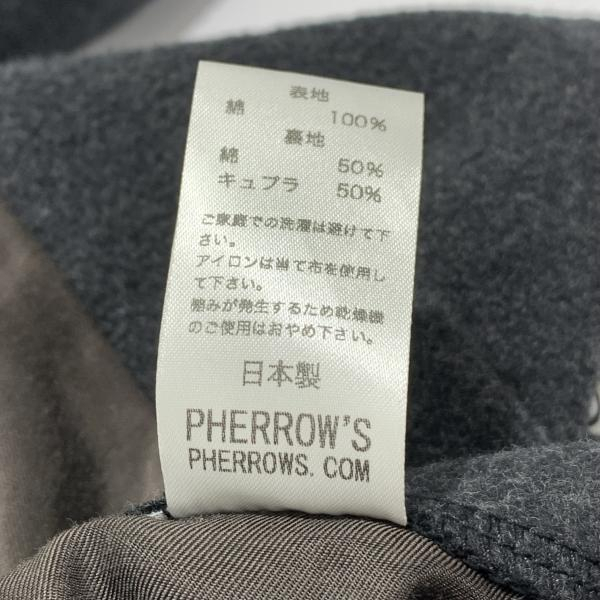 表地
綿 100%
裏地
綿 50%
キュプラ 50%
ご家庭での洗濯は避けて下
さい。
アイロンは当て布を使用し
て下さい。
縮みが発生するため乾燥機
のご使用はおやめ下さい。
日本製
PHERROW'S
PHERROWS.COM